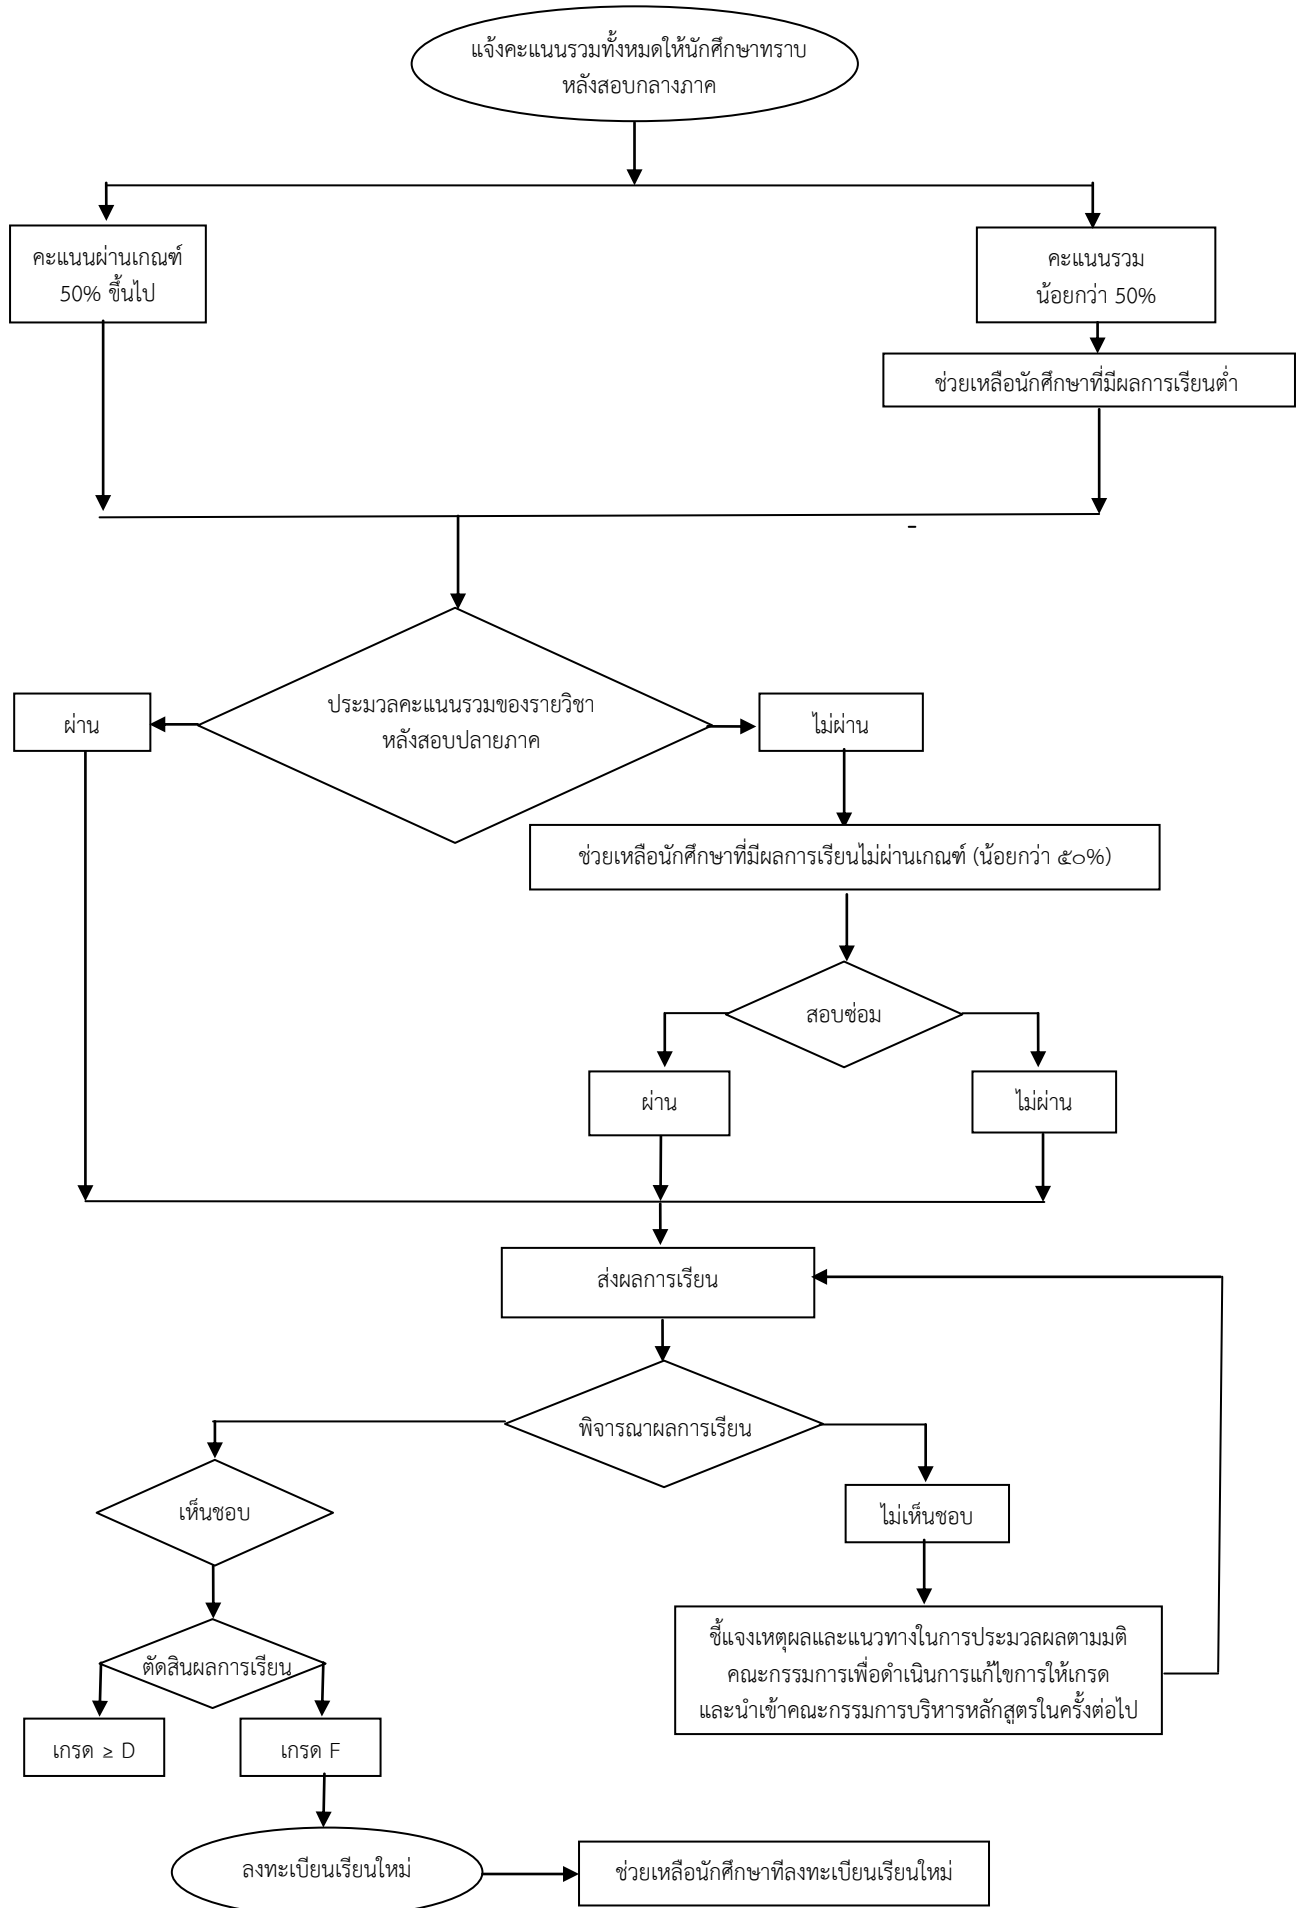 แจ้งคะแนนรวมทั้งหมดให้นักศึกษาทราบ
หลังสอบกลางภาค
คะแนนผ่านเกณฑ์
50% ขึ้นไป
คะแนนรวม
น้อยกว่า 50%
ช่วยเหลือนักศึกษาที่มีผลการเรียนต่ำ
ประมวลคะแนนรวมของรายวิชา
หลังสอบปลายภาค
ผ่าน
ไม่ผ่าน
ช่วยเหลือนักศึกษาที่มีผลการเรียนไม่ผ่านเกณฑ์ (น้อยกว่า ๕๐%)
สอบซ่อม
ผ่าน
ไม่ผ่าน
ส่งผลการเรียน
พิจารณาผลการเรียน
เห็นชอบ
ไม่เห็นชอบ
ชี้แจงเหตุผลและแนวทางในการประมวลผลตามมติ
คณะกรรมการเพื่อดำเนินการแก้ไขการให้เกรด
และนำเข้าคณะกรรมการบริหารหลักสูตรในครั้งต่อไป
ตัดสินผลการเรียน
เกรด ≥ D
เกรด F
ลงทะเบียนเรียนใหม่
ช่วยเหลือนักศึกษาทีลงทะเบียนเรียนใหม่